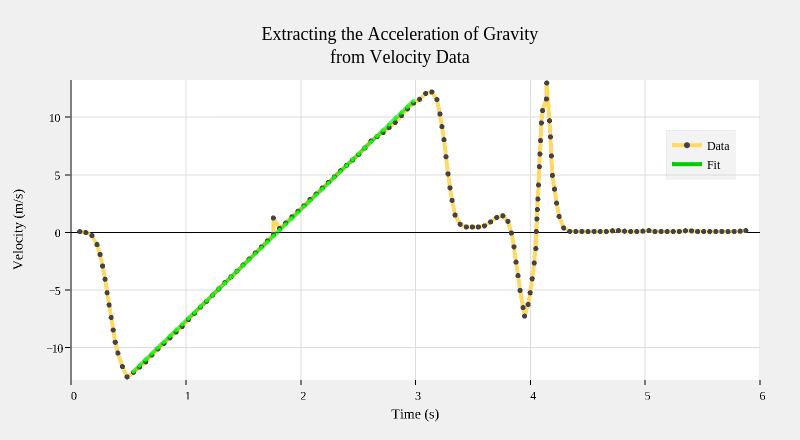 Extracting the Acceleration of Gravity
from Velocity Data
Velocity (m/s)
10
5
0
−5
−10
Data
Fit
0 1 2 3 4 5 6
Time (s)